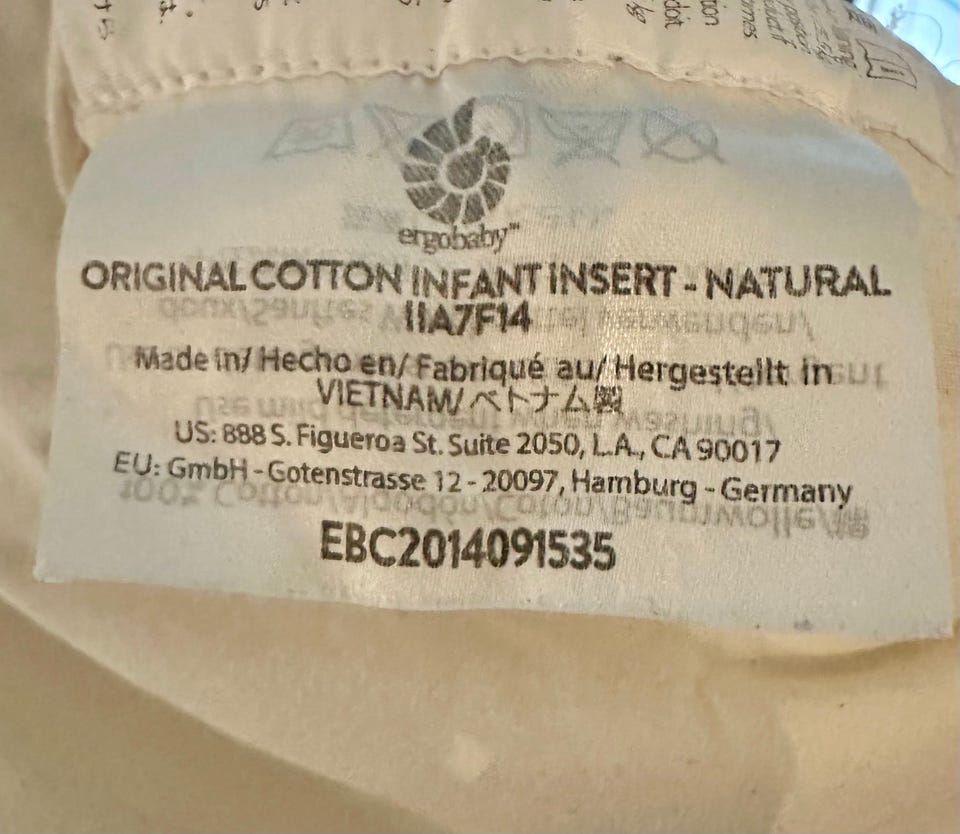 ergobaby™
ORIGINAL COTTON INFANT INSERT - NATURAL
IIA7F14
Made in/ Hecho en/ Fabriqué au/ Hergestellt in
VIETNAM/ベトナム製
US: 888 S. Figueroa St. Suite 2050, L.A., CA 90017
EU: GmbH - Gotenstrasse 12 - 20097, Hamburg - Germany
EBC2014091535